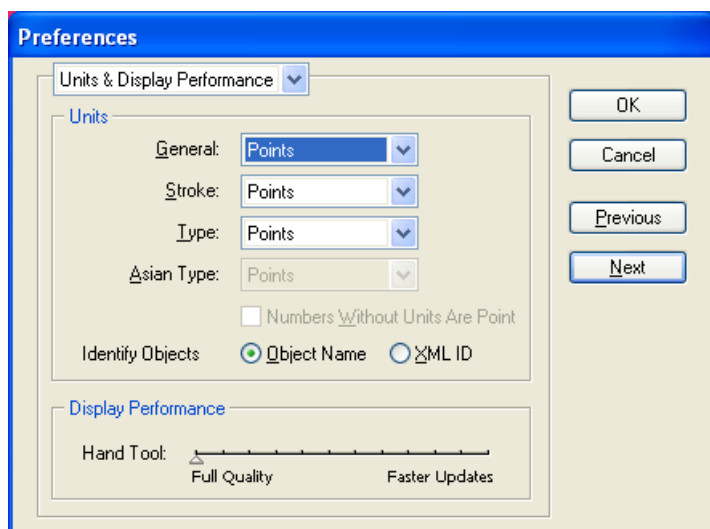 Preferences
Units & Display Performance
Units
General: Points
Stroke: Points
Type: Points
Asian Type: Points
Numbers Without Units Are Point
Identify Objects Object Name XML ID
Display Performance
Hand Tool:
Full Quality Faster Updates
OK
Cancel
Previous
Next